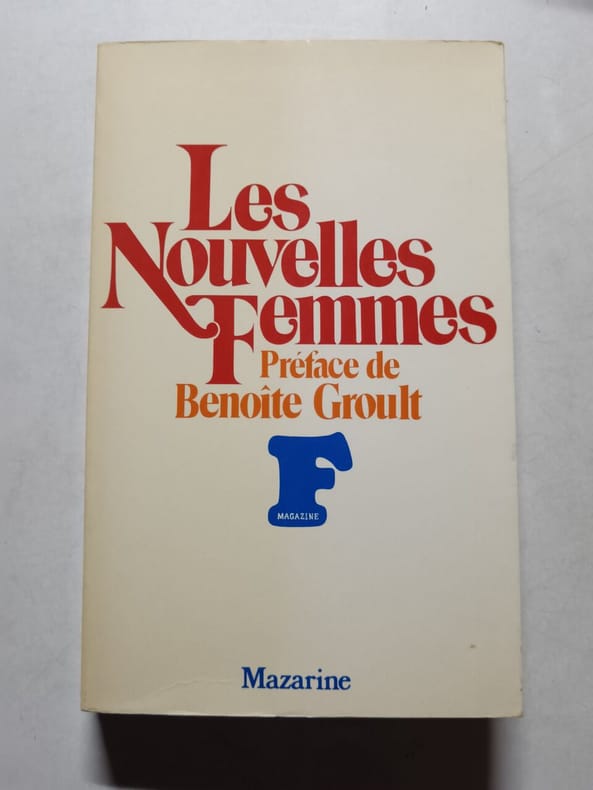 Les
Nouvelles
Femmes
Préface de
Benoîte Groult
F
MAGAZINE
Mazarine